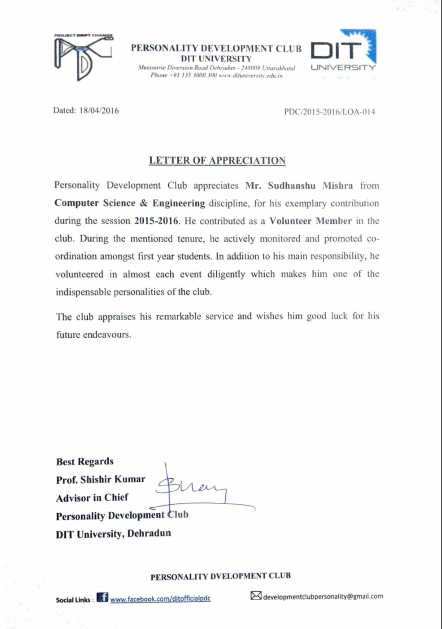 PROJECT DRIFT CHANGE
PERSONALITY DEVELOPMENT CLUB
DIT UNIVERSITY
Mussoorie Diversion Road Dehradun - 248009 Uttarakhand
Phone +91 135 3000 300 www.dituniversity.edu.in
DIT
UNIVERSITY
Dated: 18/04/2016
PDC/2015-2016/LOA-014
LETTER OF APPRECIATION
Personality Development Club appreciates Mr. Sudhanshu Mishra from
Computer Science & Engineering discipline, for his exemplary contribution
during the session 2015-2016. He contributed as a Volunteer Member in the
club. During the mentioned tenure, he actively monitored and promoted co-
ordination amongst first year students. In addition to his main responsibility, he
volunteered in almost each event diligently which makes him one of the
indispensable personalities of the club.
The club appraises his remarkable service and wishes him good luck for his
future endeavours.
Best Regards
Prof. Shishir Kumar
Advisor in Chief
Personality Development Club
DIT University, Dehradun
PERSONALITY DVELOPMENT CLUB
Social Links : f www.facebook.com/ditofficialpdc
developmentclubpersonality@gmail.com